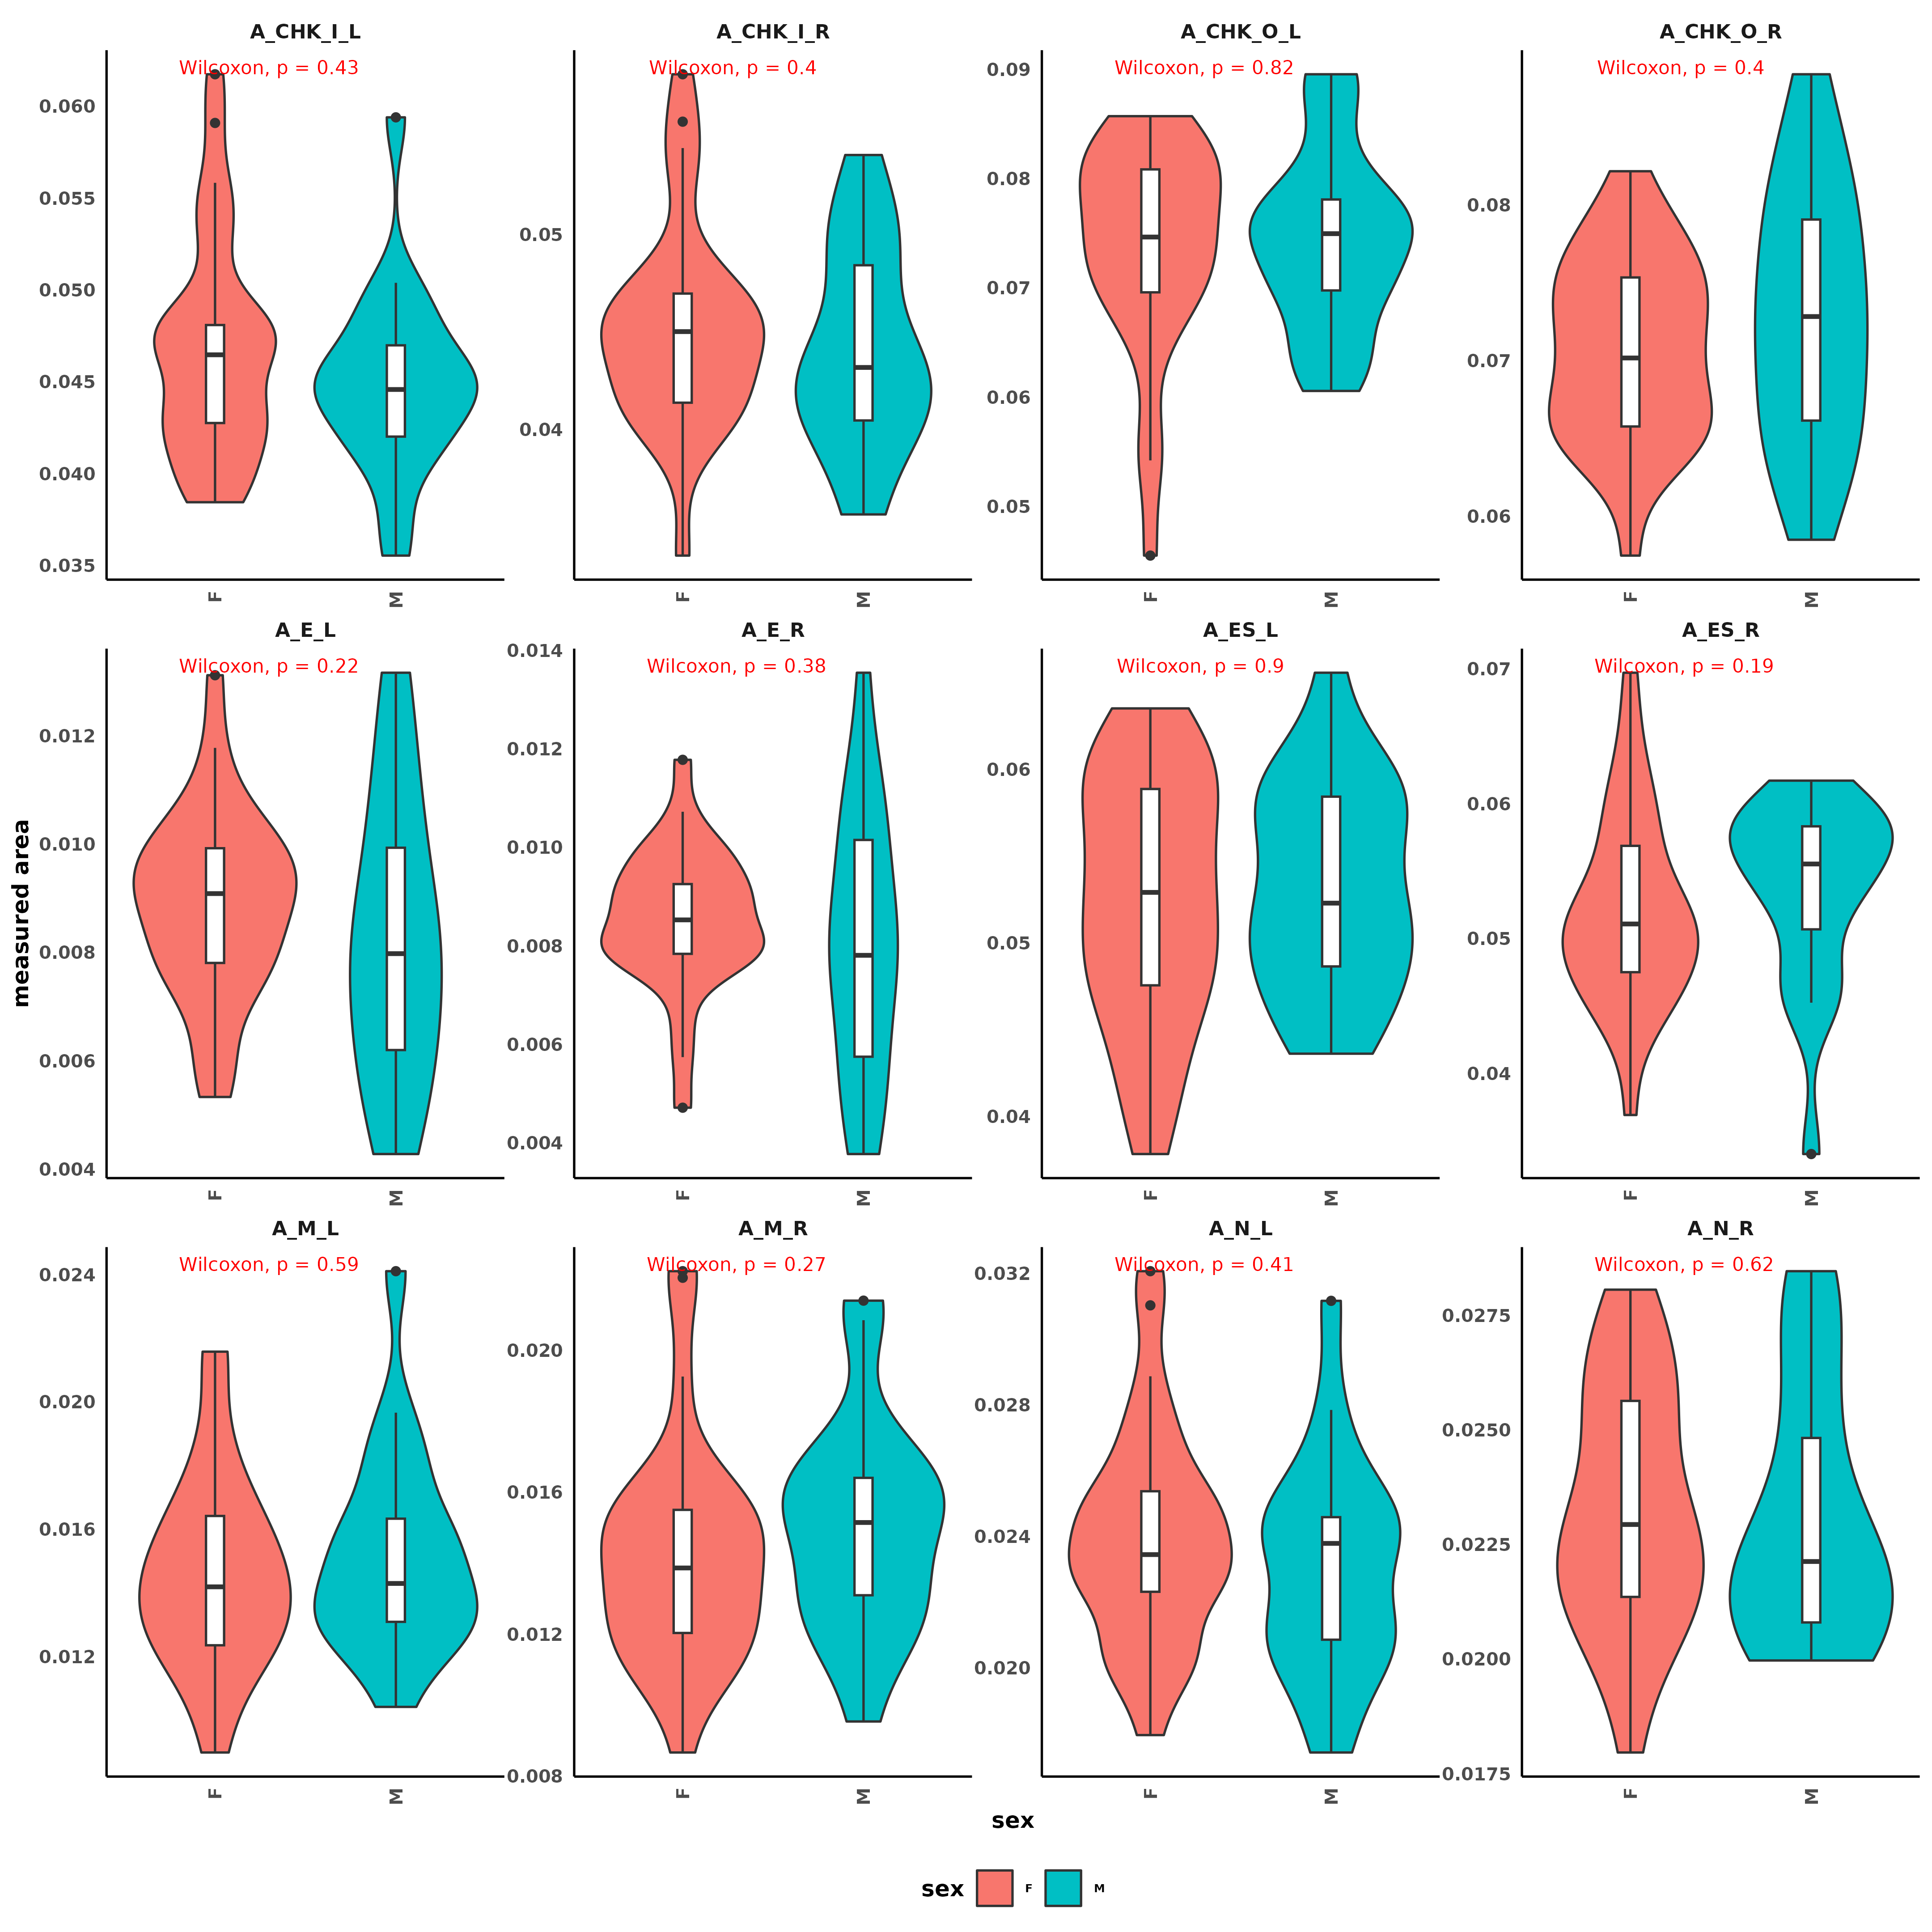 A_CHK_I_L
A_CHK_I_R
A_CHK_O_L
A_CHK_O_R
Wilcoxon, p = 0.43
Wilcoxon, p = 0.4
Wilcoxon, p = 0.82
Wilcoxon, p = 0.4
0.060
0.055
0.050
0.045
0.040
0.035
0.05
0.04
0.09
0.08
0.07
0.06
0.05
0.08
0.07
0.06
F
M
F
M
F
M
F
M
A_E_L
A_E_R
A_ES_L
A_ES_R
Wilcoxon, p = 0.22
Wilcoxon, p = 0.38
Wilcoxon, p = 0.9
Wilcoxon, p = 0.19
measured area
0.012
0.010
0.008
0.006
0.004
0.014
0.012
0.010
0.008
0.006
0.004
0.06
0.05
0.04
0.07
0.06
0.05
0.04
F
M
F
M
F
M
F
M
A_M_L
A_M_R
A_N_L
A_N_R
Wilcoxon, p = 0.59
Wilcoxon, p = 0.27
Wilcoxon, p = 0.41
Wilcoxon, p = 0.62
0.024
0.020
0.016
0.012
0.020
0.016
0.012
0.008
0.032
0.028
0.024
0.020
0.0275
0.0250
0.0225
0.0200
0.0175
F
M
F
M
F
M
F
M
sex
sex F M